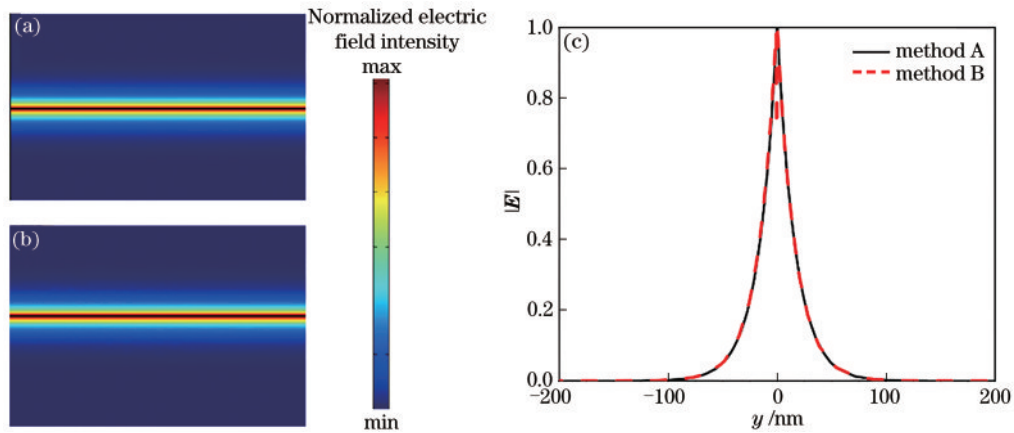 (a)
(b)
Normalized electric
field intensity
max
min
(c)
method A
method B
|E|
1.0
0.8
0.6
0.4
0.2
0.0
−200
−100
0
100
200
y /nm